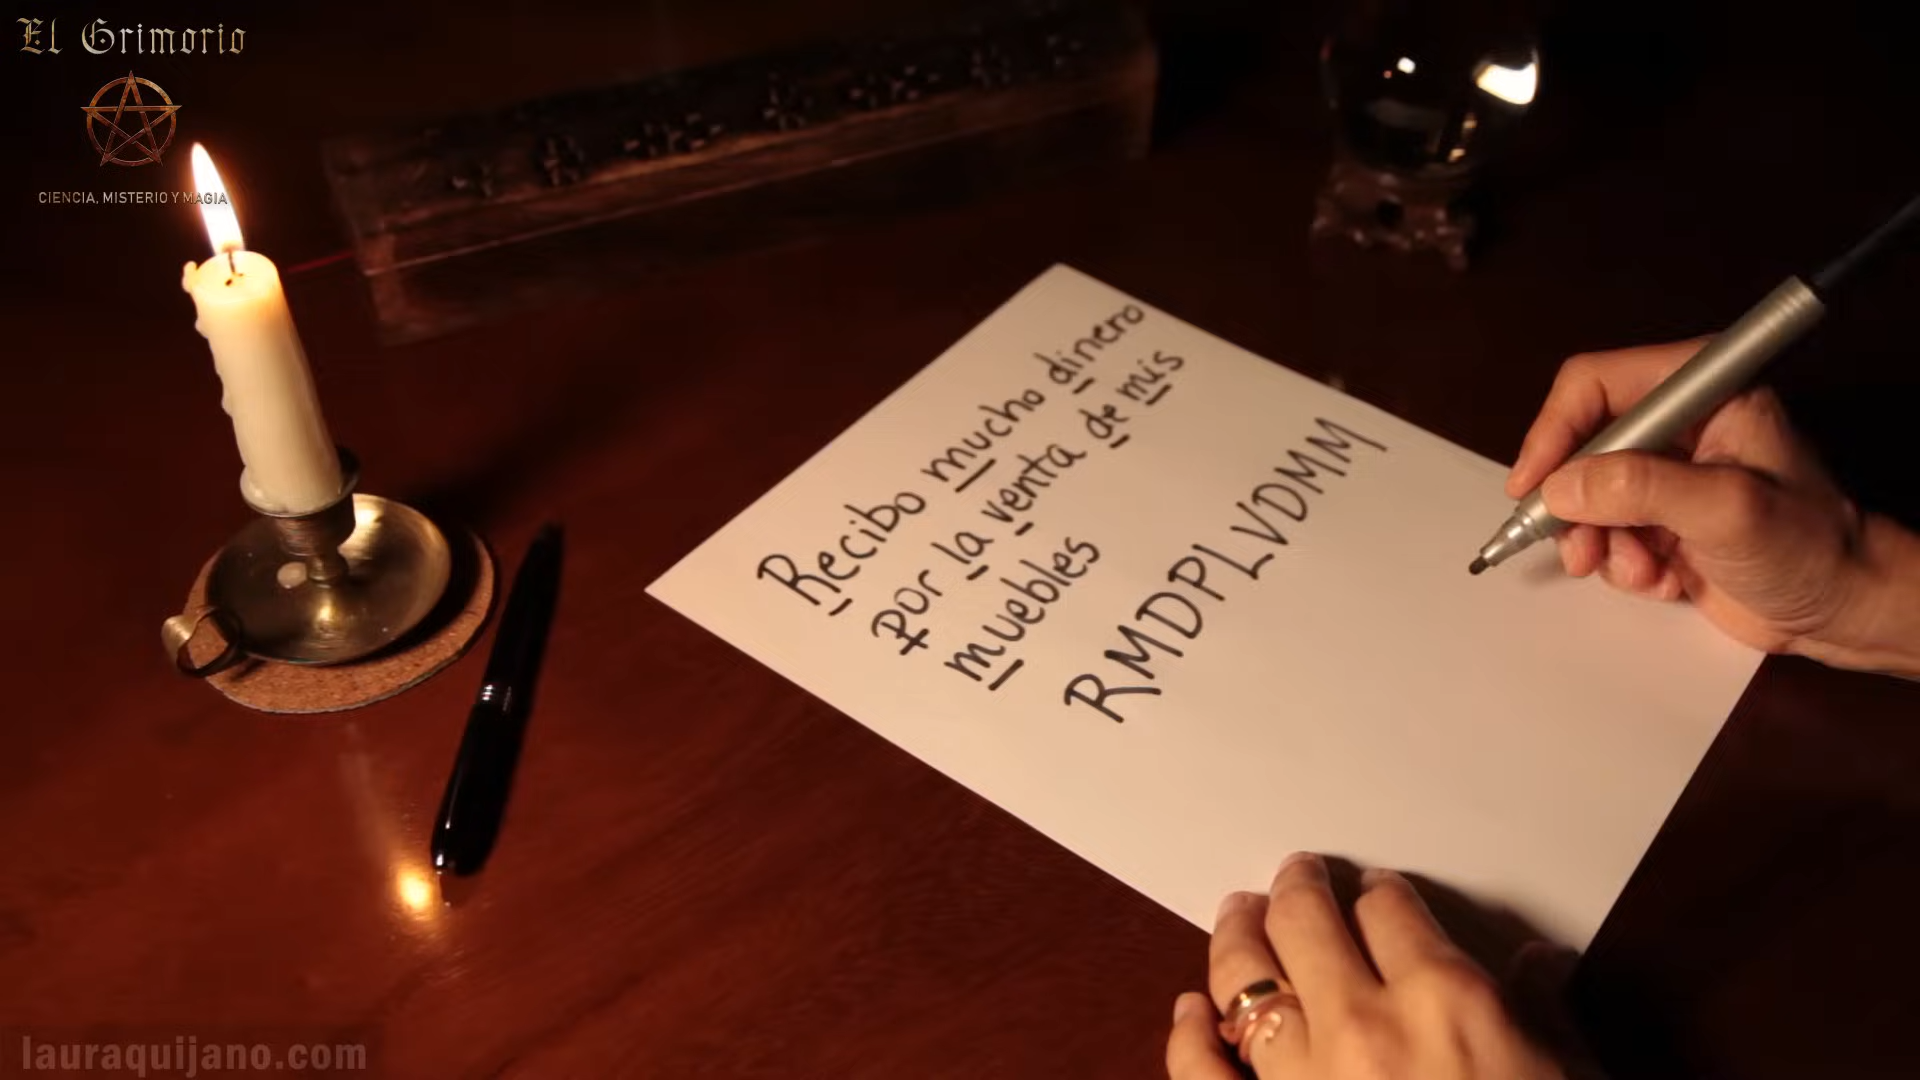 El Grimorio
CIENCIA, MISTERIO Y MAGIA
Recibo mucho dinero
por la venta de mis
muebles
RMDPLVDMM
lauraquijano.com